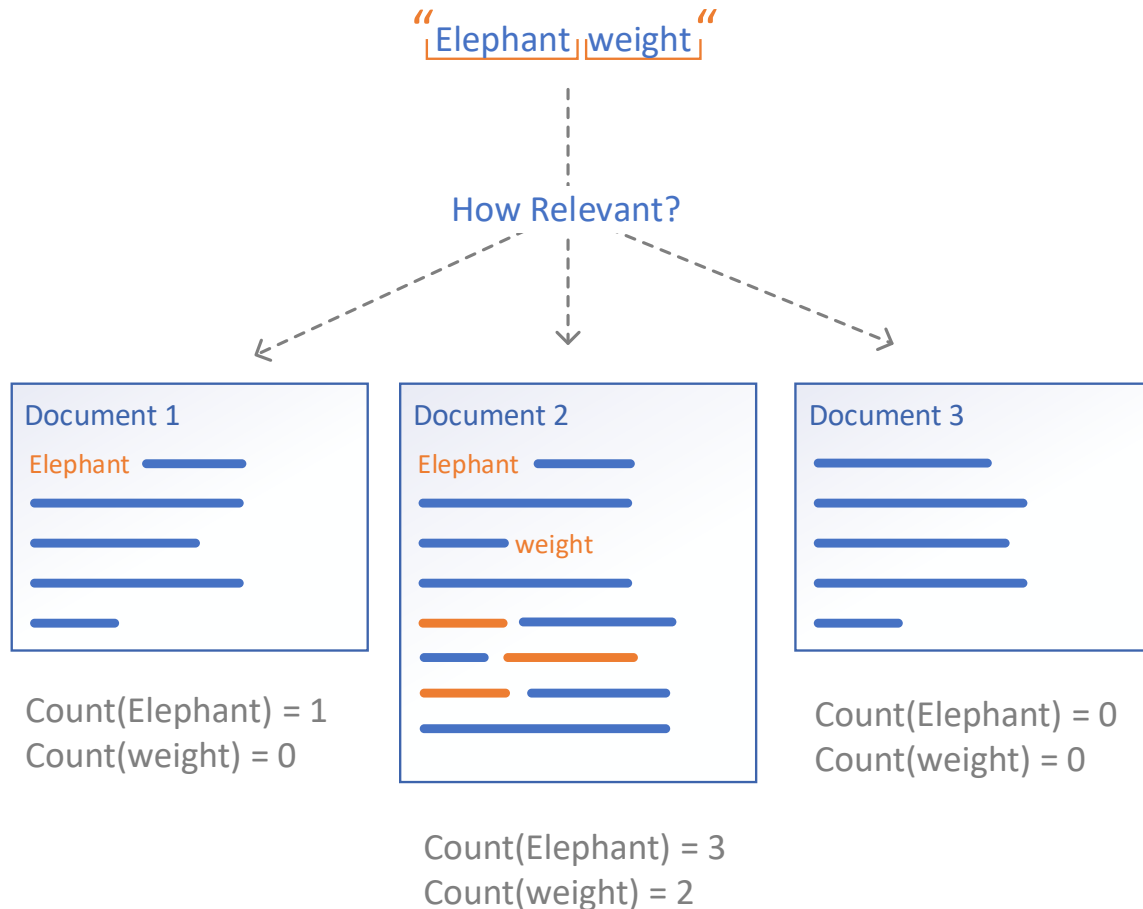 “Elephant weight“
How Relevant?
Document 1
Elephant
Count(Elephant) = 1
Count(weight) = 0
Document 2
Elephant
weight
Count(Elephant) = 3
Count(weight) = 2
Document 3
Count(Elephant) = 0
Count(weight) = 0